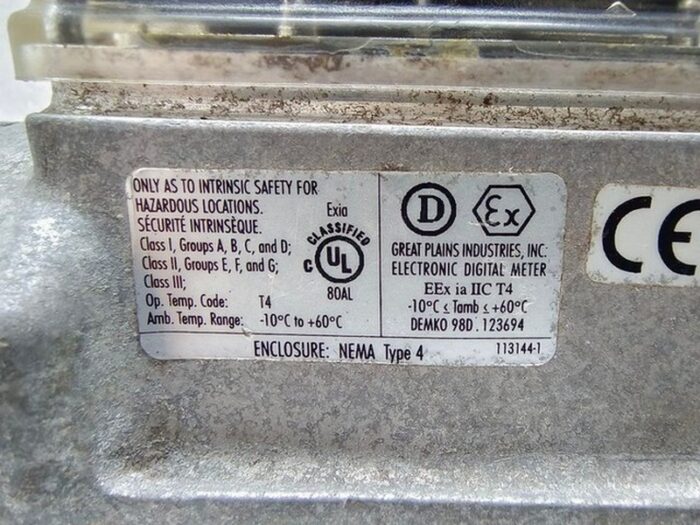 ONLY AS TO INTRINSIC SAFETY FOR
HAZARDOUS LOCATIONS.
Exia
SÉCURITÉ INTRINSÈQUE.
Class I, Groups A, B, C, and D;
Class II, Groups E, F, and G;
Class III;
Op. Temp. Code: T4
Amb. Temp. Range: -10°C to +60°C
CLASSIFIED
C UL
80AL
D Ex
GREAT PLAINS INDUSTRIES, INC.
ELECTRONIC DIGITAL METER
EEx ia IIC T4
-10°C ≤ Tamb ≤ +60°C
DEMKO 98D.123694
ENCLOSURE: NEMA Type 4
113144-1
CE